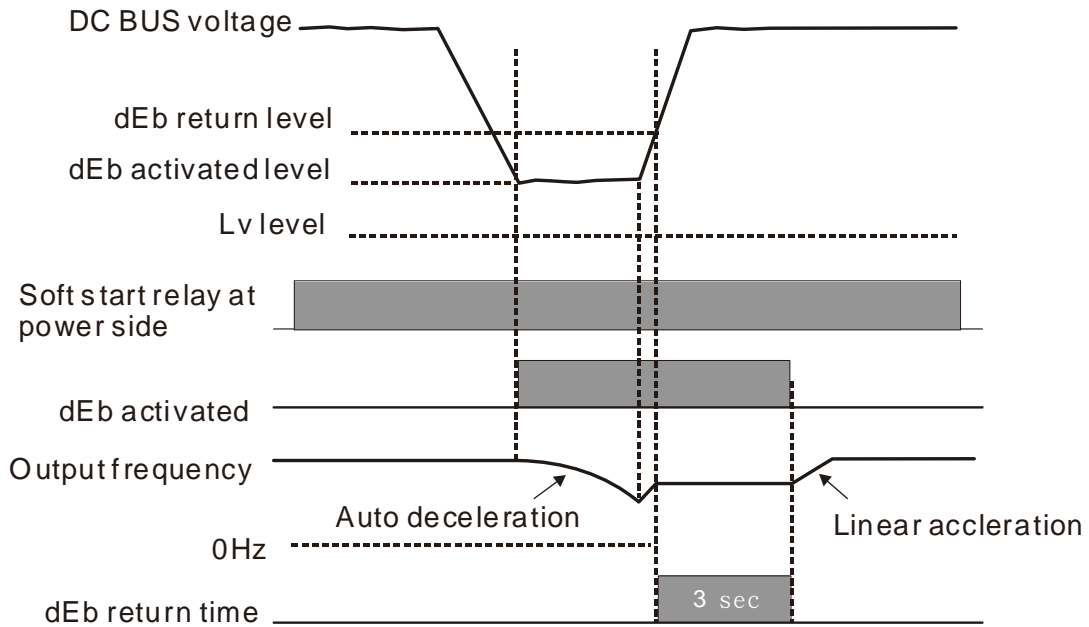 DC BUS voltage
dEb return level
dEb activated level
Lv level
Soft start relay at
power side
dEb activated
Output frequency
Auto deceleration
Linear accleration
0Hz
3 sec
dEb return time